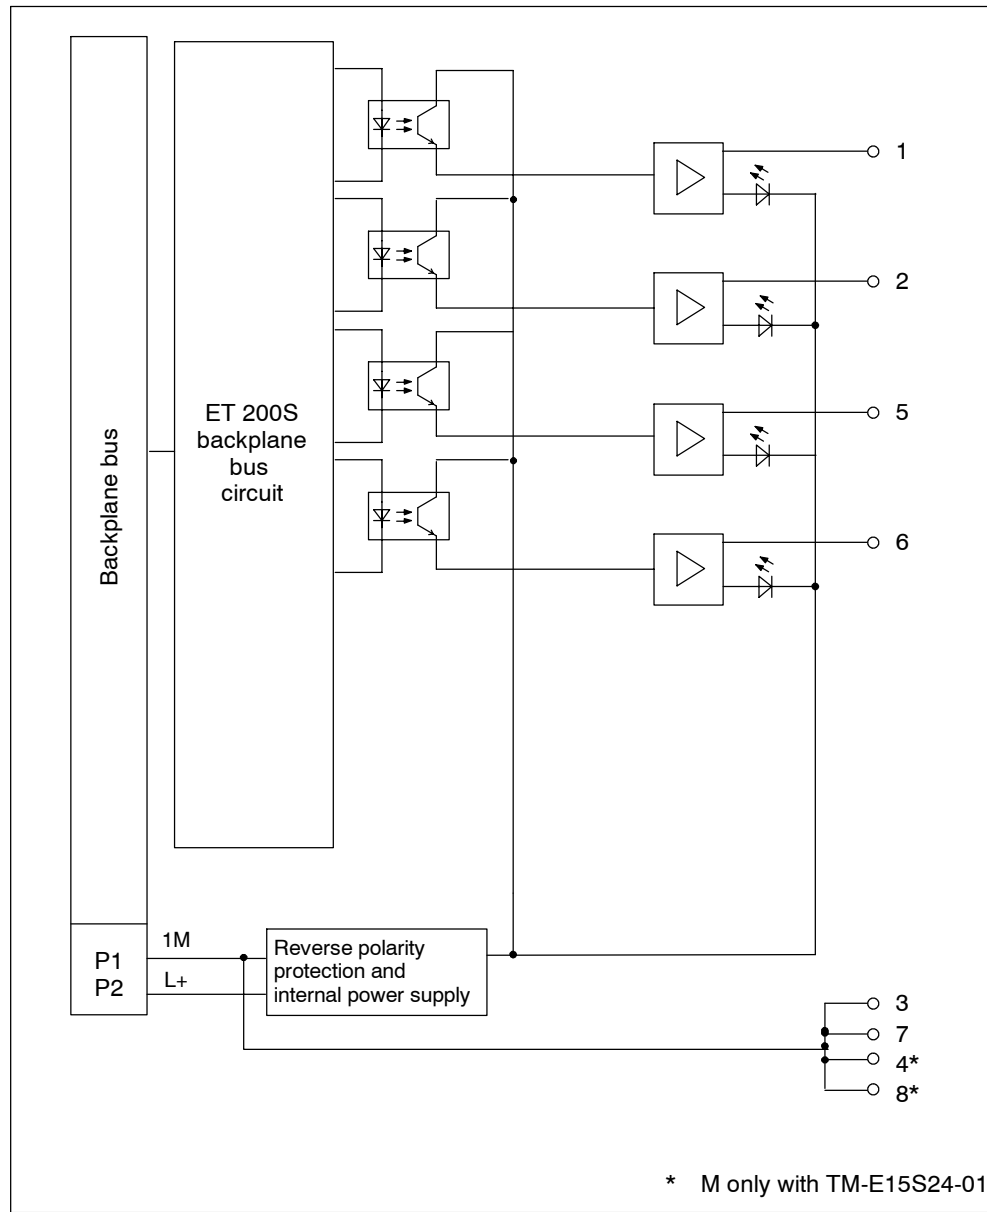 1
2
5
6
Backplane bus
ET 200S
backplane
bus
circuit
P1
P2
1M
L+
Reverse polarity
protection and
internal power supply
3
7
4*
8*
* M only with TM-E15S24-01